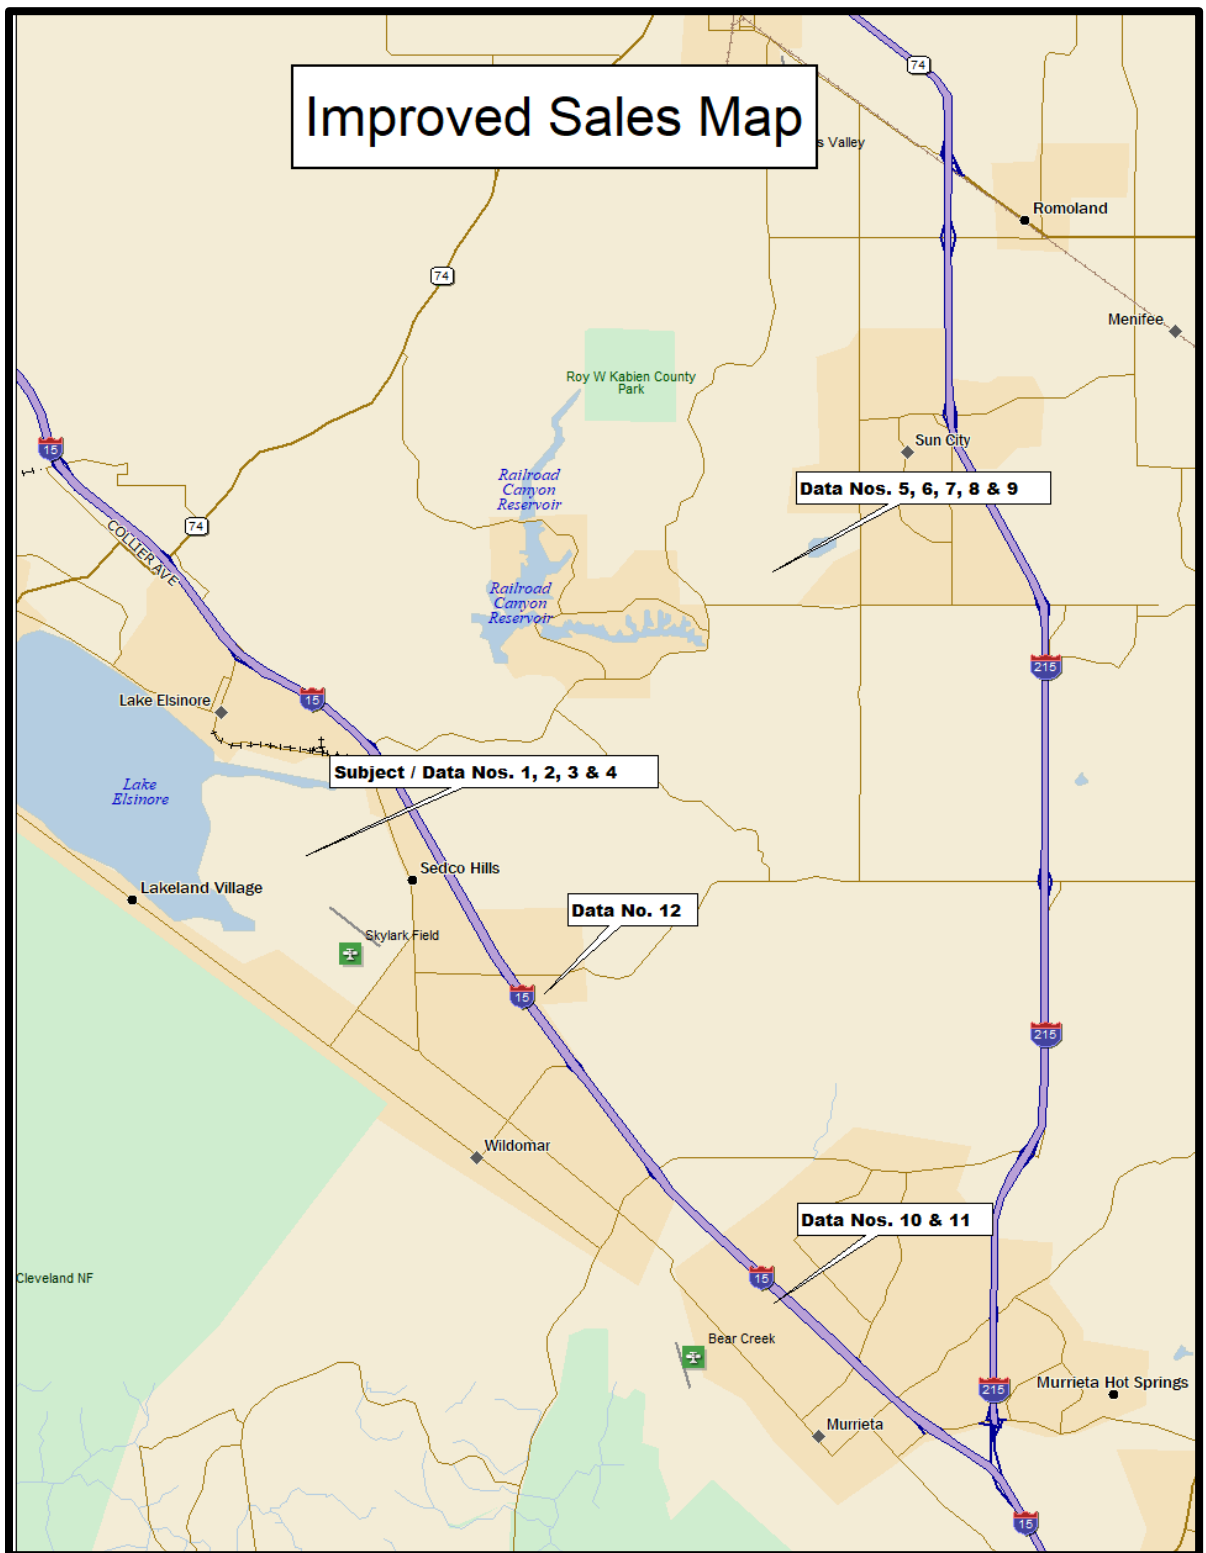 74
Improved Sales Map
s Valley
Romoland
74
Menifee
Roy W Kabien County
Park
15
Sun City
Railroad
Canyon
Reservoir
Data Nos. 5, 6, 7, 8 & 9
74
COLLIER AVE
Railroad
Canyon
Reservoir
215
Lake Elsinore
15
Subject / Data Nos. 1, 2, 3 & 4
Lake
Elsinore
Sedco Hills
Lakeland Village
Data No. 12
Skylark Field
15
215
Wildomar
Data Nos. 10 & 11
Cleveland NF
15
Bear Creek
215
Murrieta Hot Springs
Murrieta
15